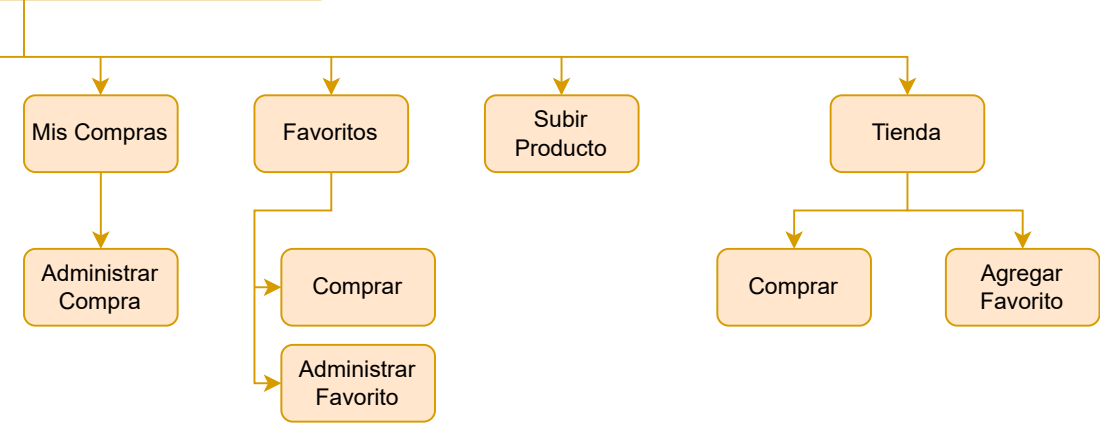 Mis Compras
Favoritos
Subir
Producto
Tienda
Administrar
Compra
Comprar
Comprar
Agregar
Favorito
Administrar
Favorito